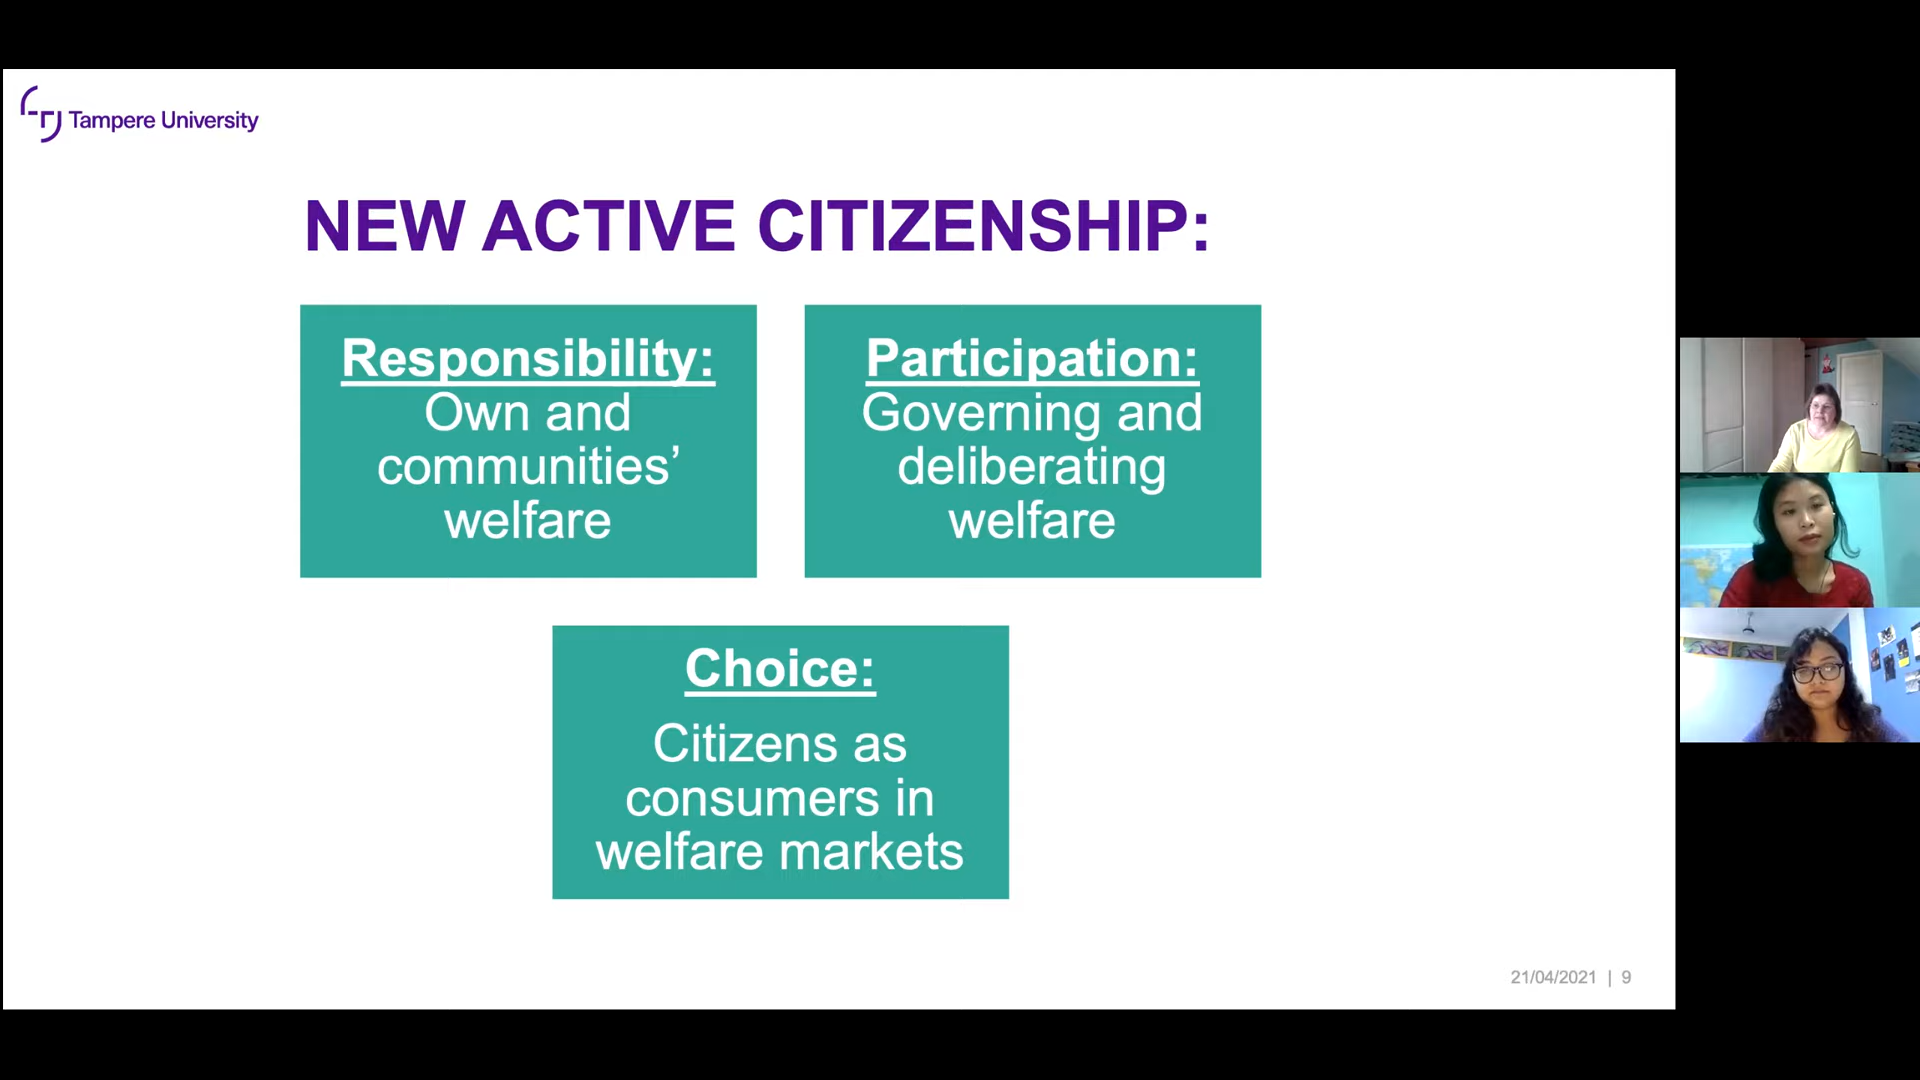 Tampere University
NEW ACTIVE CITIZENSHIP:
Responsibility:
Own and
communities’
welfare
Participation:
Governing and
deliberating
welfare
Choice:
Citizens as
consumers in
welfare markets
21/04/2021 | 9